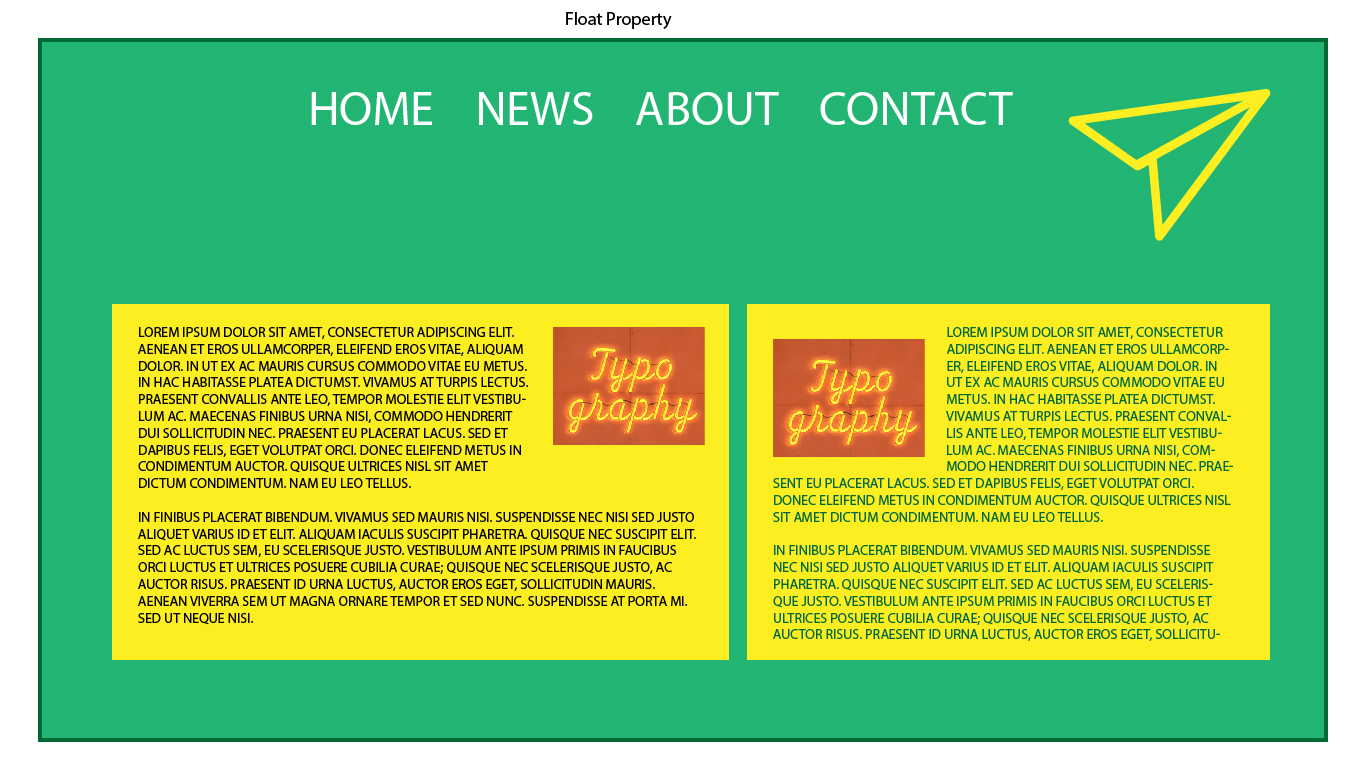 Float Property
HOME NEWS ABOUT CONTACT
LOREM IPSUM DOLOR SIT AMET, CONSECTETUR ADIPISCING ELIT.
AENEAN ET EROS ULLAMCORPER, ELEIFEND EROS VITAE, ALIQUAM
DOLOR. IN UT EX AC MAURIS CURSUS COMMODO VITAE EU METUS.
IN HAC HABITASSE PLATEA DICTUMST. VIVAMUS AT TURPIS LECTUS.
PRAESENT CONVALLIS ANTE LEO, TEMPOR MOLESTIE ELIT VESTIBU-
LUM AC. MAECENAS FINIBUS URNA NISI, COMMODO HENDRERIT
DUI SOLLICITUDIN NEC. PRAESENT EU PLACERAT LACUS. SED ET
DAPIBUS FELIS, EGET VOLUTPAT ORCI. DONEC ELEIFEND METUS IN
CONDIMENTUM AUCTOR. QUISQUE ULTRICES NISL SIT AMET
DICTUM CONDIMENTUM. NAM EU LEO TELLUS.
Typo
graphy
IN FINIBUS PLACERAT BIBENDUM. VIVAMUS SED MAURIS NISI. SUSPENDISSE NEC NISI SED JUSTO
ALIQUET VARIUS ID ET ELIT. ALIQUAM IACULIS SUSCIPIT PHARETRA. QUISQUE NEC SUSCIPIT ELIT.
SED AC LUCTUS SEM, EU SCELERISQUE JUSTO. VESTIBULUM ANTE IPSUM PRIMIS IN FAUCIBUS
ORCI LUCTUS ET ULTRICES POSUERE CUBILIA CURAE; QUISQUE NEC SCELERISQUE JUSTO, AC
AUCTOR RISUS. PRAESENT ID URNA LUCTUS, AUCTOR EROS EGET, SOLLICITUDIN MAURIS.
AENEAN VIVERRA SEM UT MAGNA ORNARE TEMPOR ET SED NUNC. SUSPENDISSE AT PORTA MI.
SED UT NEQUE NISI.
Typo
graphy
LOREM IPSUM DOLOR SIT AMET, CONSECTETUR
ADIPISCING ELIT. AENEAN ET EROS ULLAMCORP-
ER, ELEIFEND EROS VITAE, ALIQUAM DOLOR. IN
UT EX AC MAURIS CURSUS COMMODO VITAE EU
METUS. IN HAC HABITASSE PLATEA DICTUMST.
VIVAMUS AT TURPIS LECTUS. PRAESENT CONVAL-
LIS ANTE LEO, TEMPOR MOLESTIE ELIT VESTIBU-
LUM AC. MAECENAS FINIBUS URNA NISI, COM-
MODO HENDRERIT DUI SOLLICITUDIN NEC. PRAE-
SENT EU PLACERAT LACUS. SED ET DAPIBUS FELIS, EGET VOLUTPAT ORCI.
DONEC ELEIFEND METUS IN CONDIMENTUM AUCTOR. QUISQUE ULTRICES NISL
SIT AMET DICTUM CONDIMENTUM. NAM EU LEO TELLUS.
IN FINIBUS PLACERAT BIBENDUM. VIVAMUS SED MAURIS NISI. SUSPENDISSE
NEC NISI SED JUSTO ALIQUET VARIUS ID ET ELIT. ALIQUAM IACULIS SUSCIPIT
PHARETRA. QUISQUE NEC SUSCIPIT ELIT. SED AC LUCTUS SEM, EU SCELERIS-
QUE JUSTO. VESTIBULUM ANTE IPSUM PRIMIS IN FAUCIBUS ORCI LUCTUS ET
ULTRICES POSUERE CUBILIA CURAE; QUISQUE NEC SCELERISQUE JUSTO, AC
AUCTOR RISUS. PRAESENT ID URNA LUCTUS, AUCTOR EROS EGET, SOLLICITU-